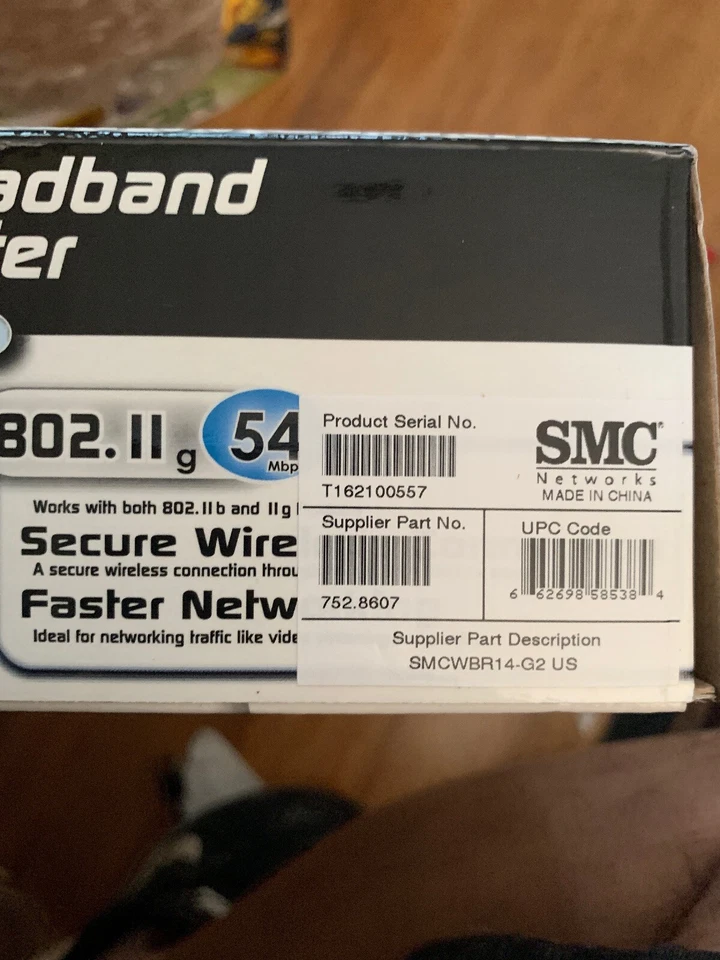 adband
ter
802.11g
54
Mbp
Works with both 802.11b and 11g
Secure Wire
A secure wireless connection throu
Faster Netw
Ideal for networking traffic like vide
Product Serial No.
T162100557
SMC®
Networks
MADE IN CHINA
Supplier Part No.
752.8607
UPC Code
6 62698 58538 4
Supplier Part Description
SMCWBR14-G2 US